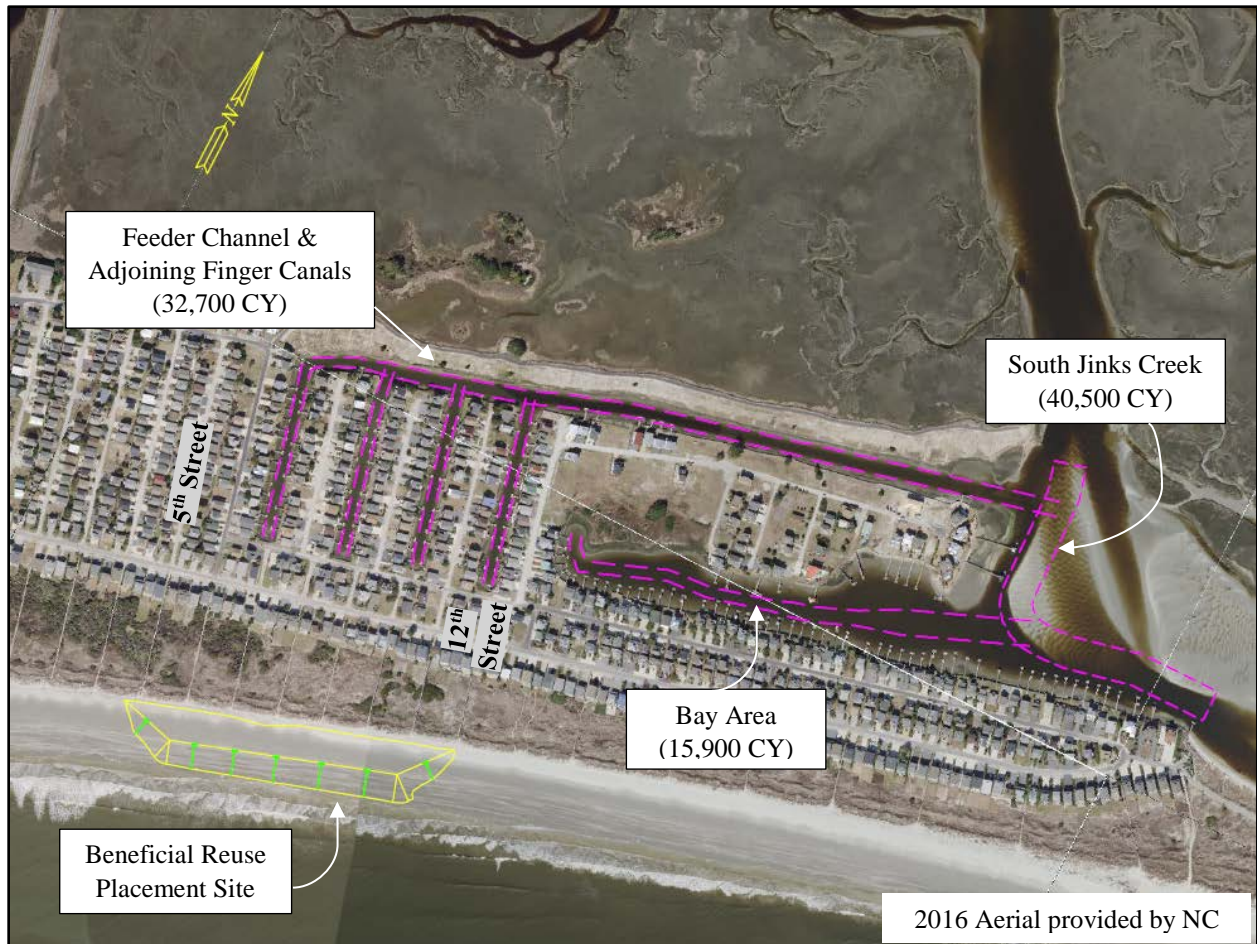 N
Feeder Channel &
Adjoining Finger Canals
(32,700 CY)
South Jinks Creek
(40,500 CY)
5th Street
12th
Street
Bay Area
(15,900 CY)
Beneficial Reuse
Placement Site
2016 Aerial provided by NC